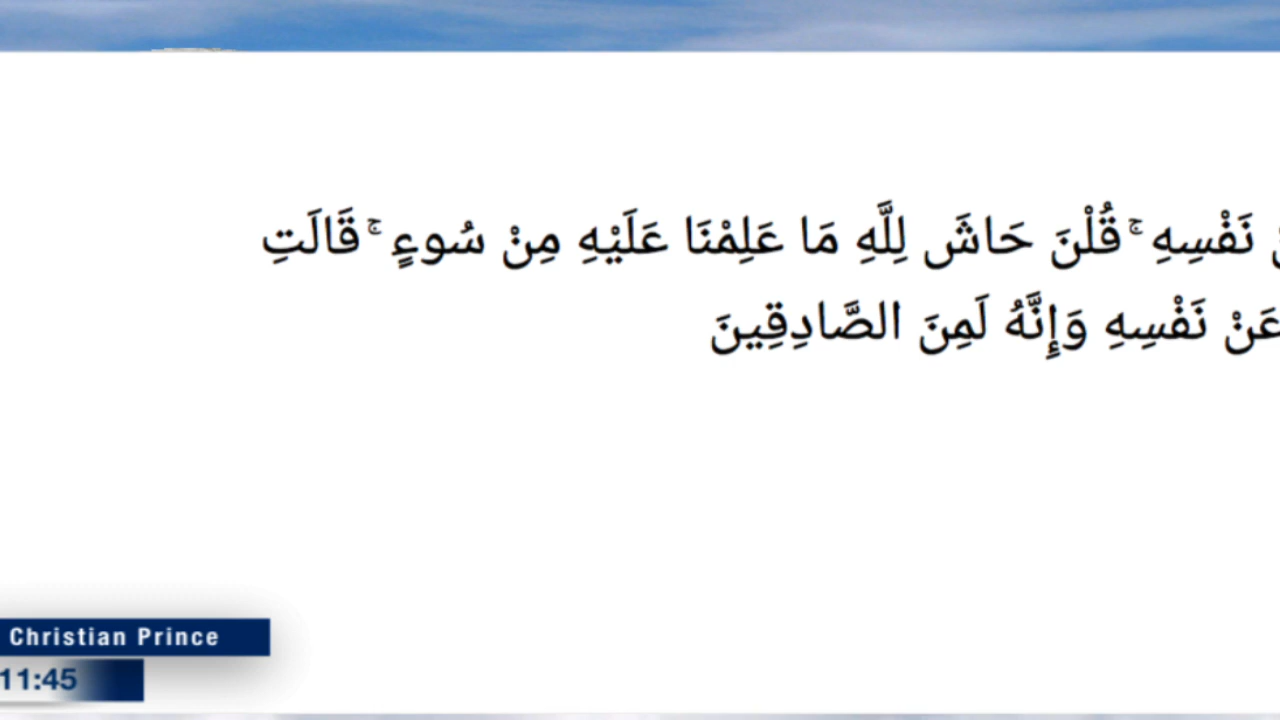 نَفْسِهِ ۚ قُلْنَ حَاشَ لِلَّهِ مَا عَلِمْنَا عَلَيْهِ مِنْ سُوءٍ ۚ قَالَتِ
عَنْ نَفْسِهِ وَإِنَّهُ لَمِنَ الصَّادِقِينَ
Christian Prince
11:45